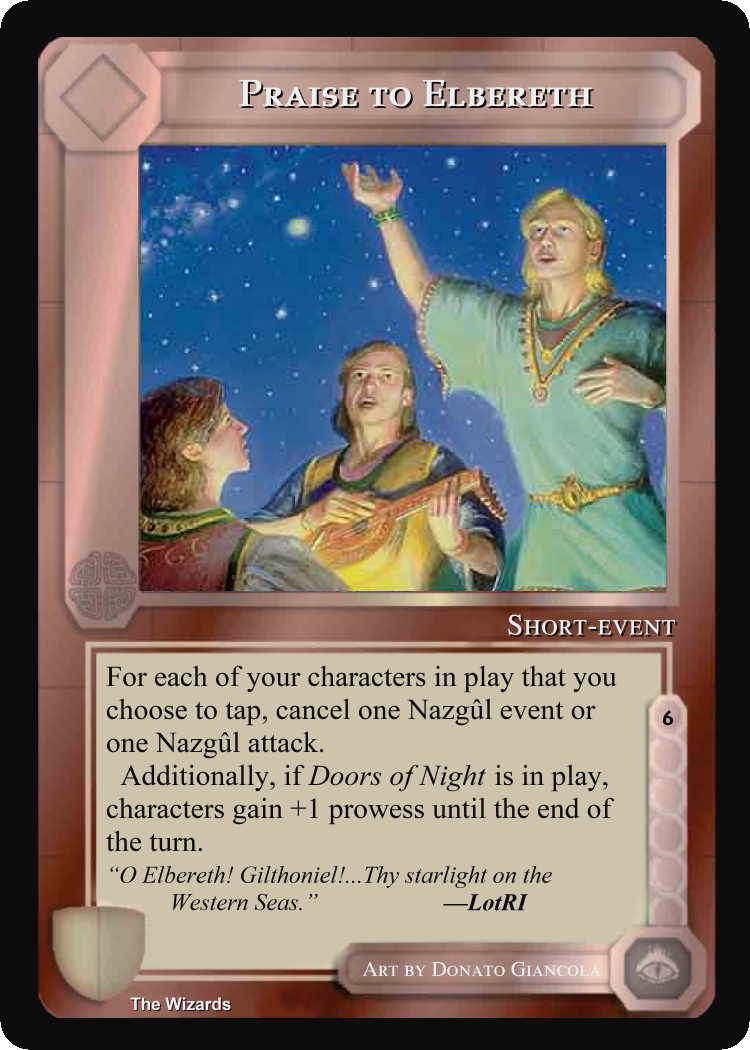 PRAISE TO ELBERETH
SHORT-EVENT
For each of your characters in play that you
choose to tap, cancel one Nazgûl event or
one Nazgûl attack.
Additionally, if Doors of Night is in play,
characters gain +1 prowess until the end of
the turn.
“O Elbereth! Gilthoniel!...Thy starlight on the
Western Seas.” —LotRI
6
ART BY DONATO GIANCOLA
The Wizards